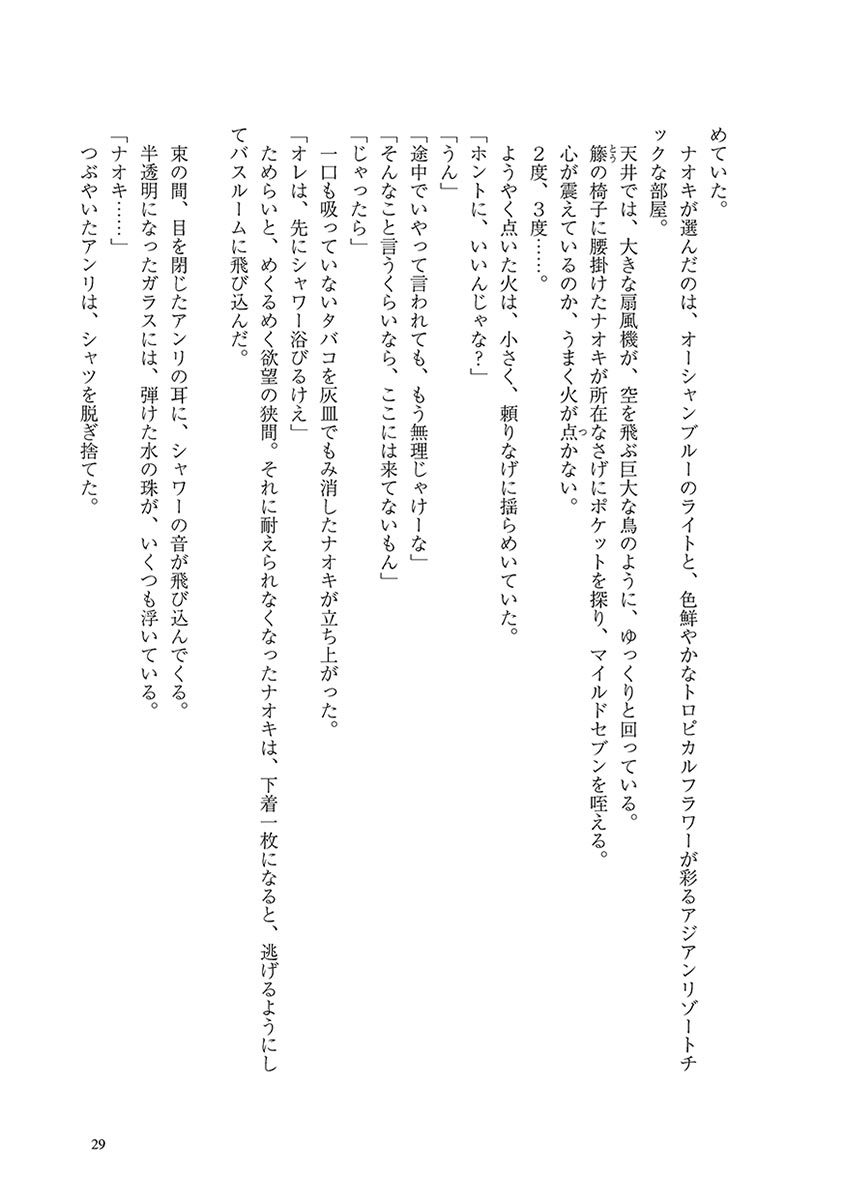 めていた。
　ナオキが選んだのは、オーシャンブルーのライトと、色鮮やかなトロピカルフラワーが彩るアジアンリゾートチ
ックな部屋。
　天井では、大きな扇風機が、空を飛ぶ巨大な鳥のように、ゆっくりと回っている。
　籐とうの椅子に腰掛けたナオキが所在なさげにポケットを探り、マイルドセブンを咥える。
　心が震えているのか、うまく火が点つかない。
　2度、3度……。
　ようやく点いた火は、小さく、頼りなげに揺らめいていた。
「ホントに、いいんじゃな？」
「うん」
「途中でいやって言われても、もう無理じゃけーな」
「そんなこと言うくらいなら、ここには来てないもん」
「じゃったら」
　一口も吸っていないタバコを灰皿でもみ消したナオキが立ち上がった。
「オレは、先にシャワー浴びるけえ」
　ためらいと、めくるめく欲望の狭間。それに耐えられなくなったナオキは、下着一枚になると、逃げるようにし
てバスルームに飛び込んだ。
　束の間、目を閉じたアンリの耳に、シャワーの音が飛び込んでくる。
　半透明になったガラスには、弾けた水の珠が、いくつも浮いている。
「ナオキ……」
　つぶやいたアンリは、シャツを脱ぎ捨てた。
29